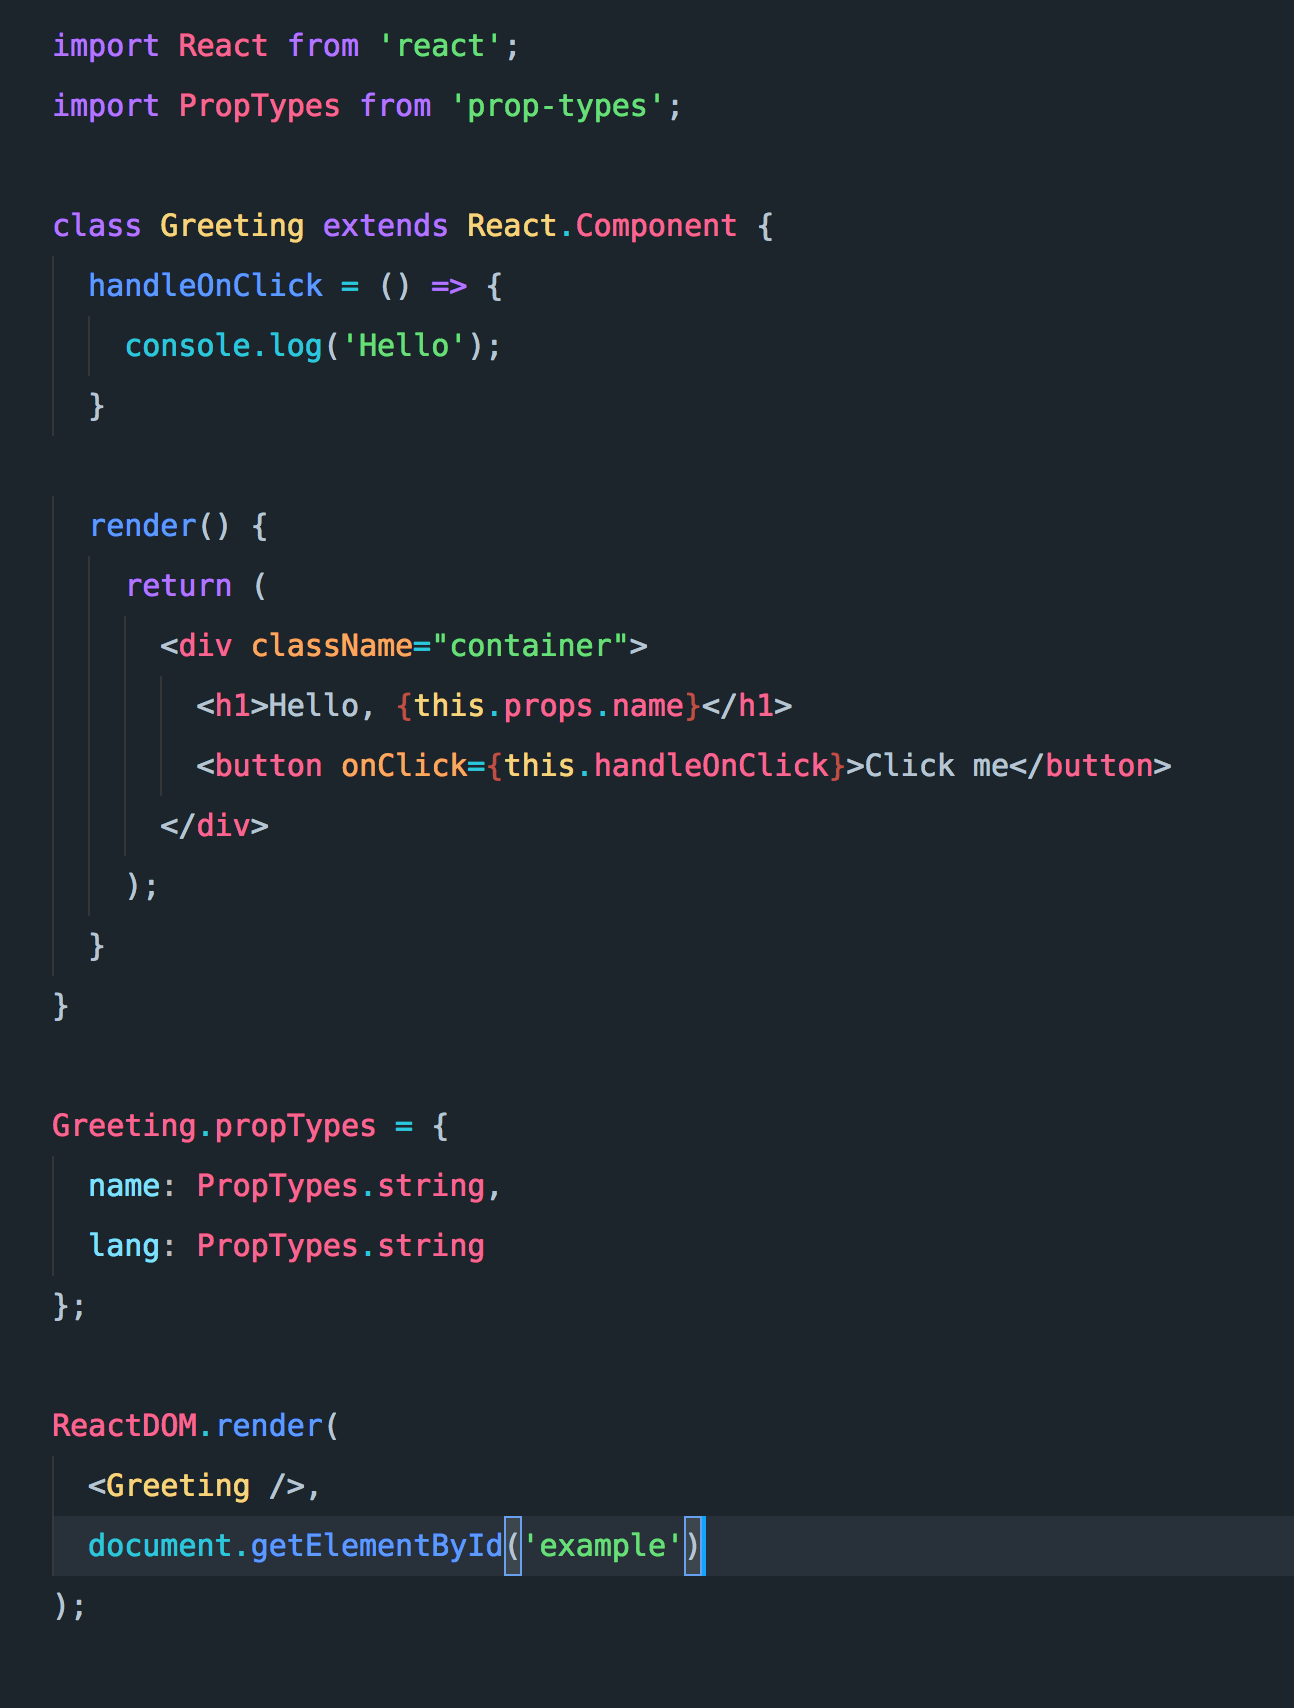 import React from 'react';
import PropTypes from 'prop-types';

class Greeting extends React.Component {
  handleOnClick = () => {
    console.log('Hello');
  }

  render() {
    return (
      <div className="container">
        <h1>Hello, {this.props.name}</h1>
        <button onClick={this.handleOnClick}>Click me</button>
      </div>
    );
  }
}

Greeting.propTypes = {
  name: PropTypes.string,
  lang: PropTypes.string
};

ReactDOM.render(
  <Greeting />,
  document.getElementById('example')
);